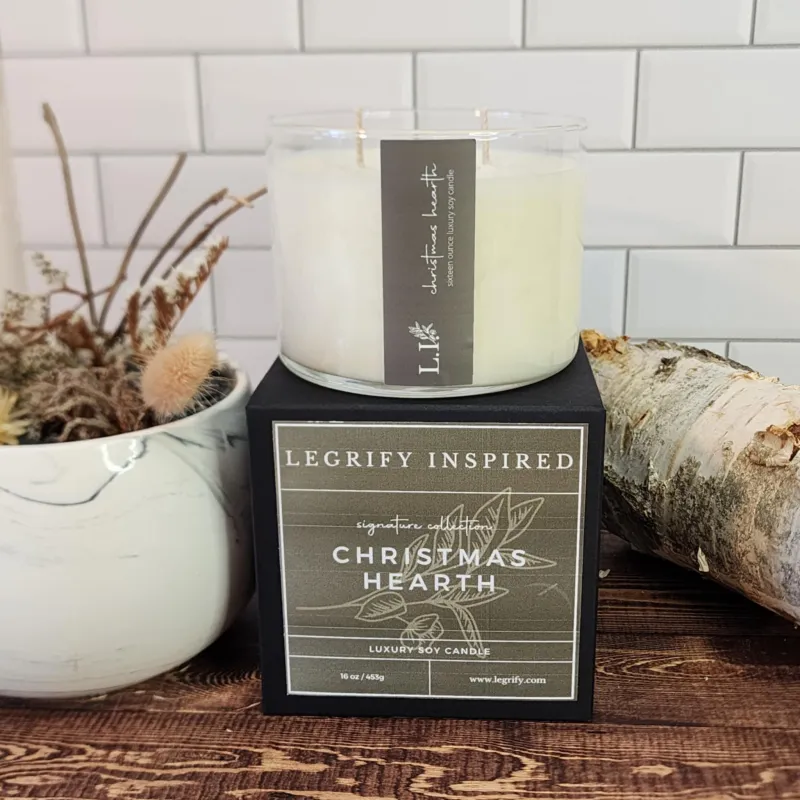 christmas hearth
sixteen ounce luxury soy candle
L.I.
LEGRIFY INSPIRED
signature collection
CHRISTMAS
HEARTH
LUXURY SOY CANDLE
16 oz / 453g
www.legrify.com